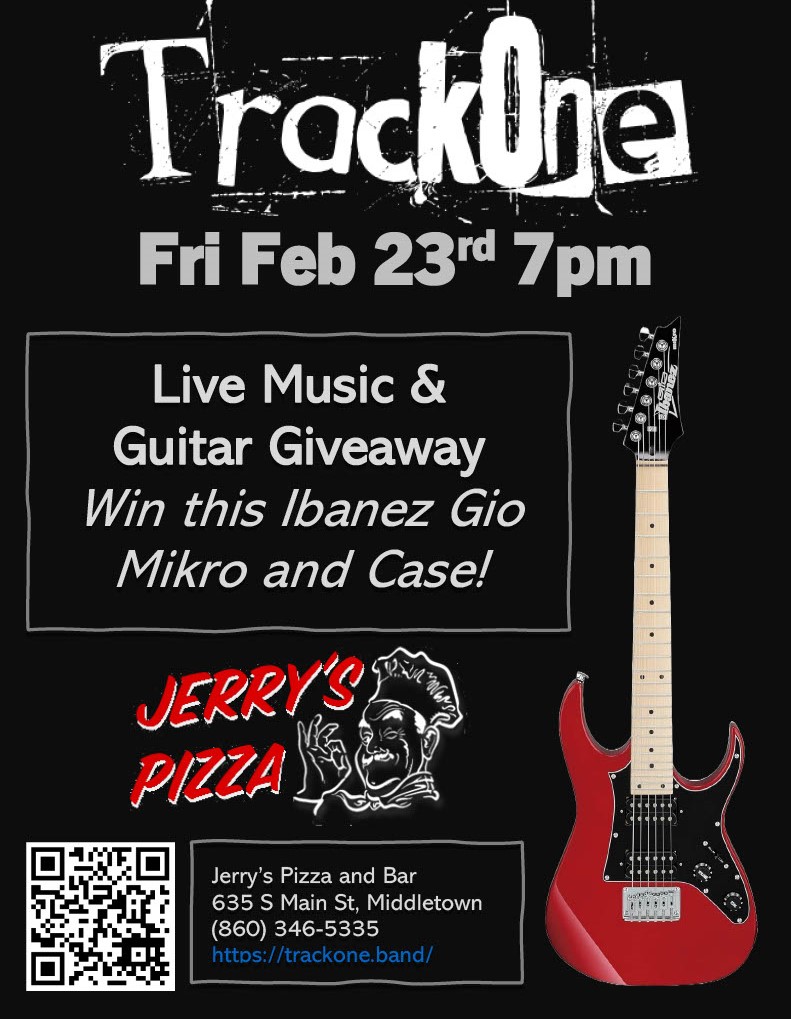 TrackOne
Fri Feb 23rd 7pm
Live Music &
Guitar Giveaway
Win this Ibanez Gio
Mikro and Case!
Ibanez
JERRY'S
PIZZA
Jerry's Pizza and Bar
635 S Main St, Middletown
(860) 346-5335
https://trackone.band/